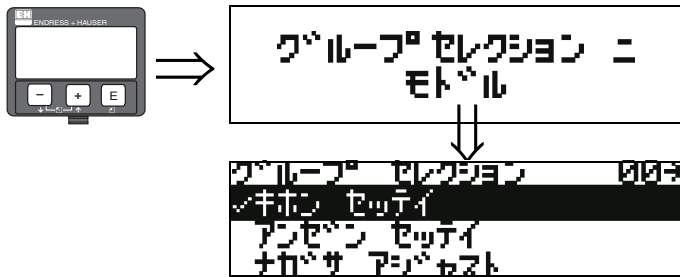 EH
ENDRESS + HAUSER
グループ セレクション ニ
モドル
- + E
グループ セレクション 00→
✓キホン セッテイ
アンゼン セッテイ
ナガサ アジャスト